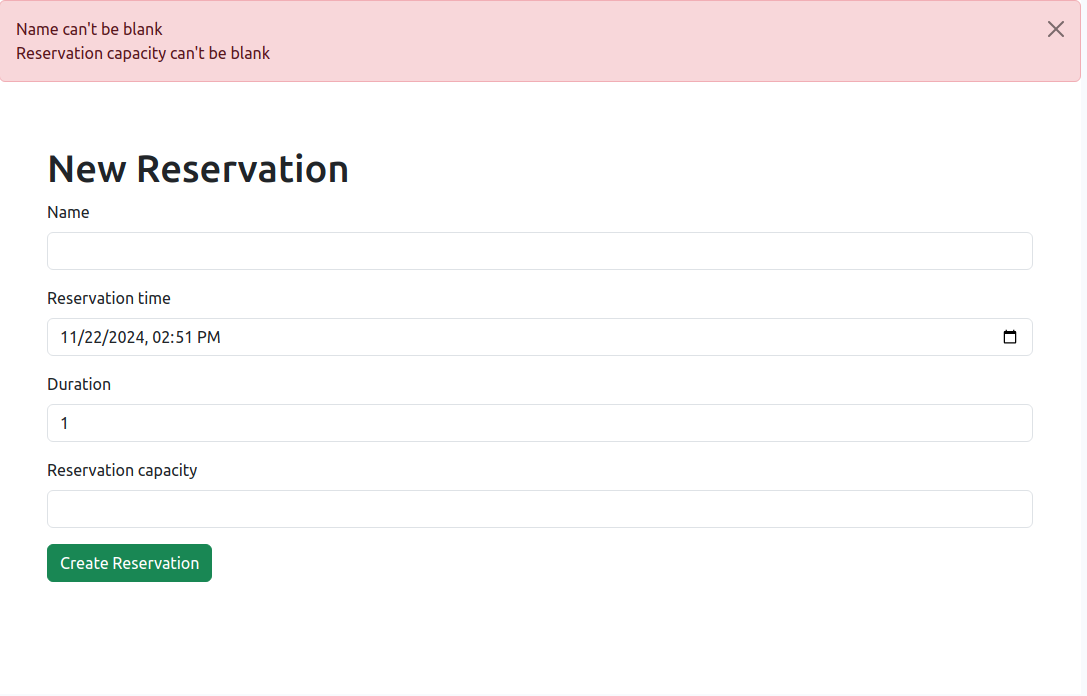 Name can't be blank
Reservation capacity can't be blank
New Reservation
Name
Reservation time
11/22/2024, 02:51 PM
Duration
1
Reservation capacity
Create Reservation